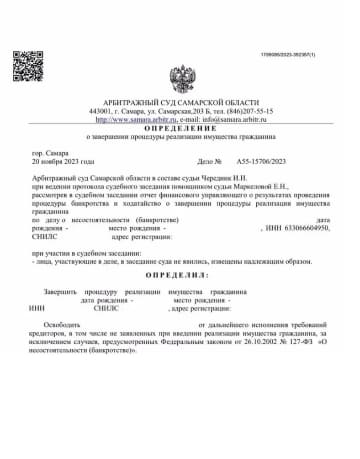 1799086/2023-392387(1)
АРБИТРАЖНЫЙ СУД САМАРСКОЙ ОБЛАСТИ
443001, г. Самара, ул. Самарская,203 Б, тел. (846)207-55-15
http://www.samara.arbitr.ru, e-mail: info@samara.arbitr.ru
ОПРЕДЕЛЕНИЕ
о завершении процедуры реализации имущества гражданина
гор. Самара
20 ноября 2023 года Дело № А55-15706/2023
Арбитражный суд Самарской области в составе судьи Чередник И.И.
при ведении протокола судебного заседания помощником судьи Маркеловой Е.Н.,
рассмотрев в судебном заседании отчет финансового управляющего о результатах проведения
процедуры банкротства и ходатайство о завершении процедуры реализации имущества
гражданина
по делу о несостоятельности (банкротстве) дата
рождения - место рождения - , ИНН 633066604950,
СНИЛС адрес регистрации:
при участии в судебном заседании:
- лица, участвующие в деле, в заседание суда не явились, извещены надлежащим образом.
ОПРЕДЕЛИЛ:
Завершить процедуру реализации имущества гражданина
дата рождения - место рождения -
ИНН СНИЛС , адрес регистрации:
Освободить от дальнейшего исполнения требований
кредиторов, в том числе не заявленных при введении реализации имущества гражданина, за
исключением случаев, предусмотренных Федеральным законом от 26.10.2002 № 127-ФЗ «О
несостоятельности (банкротстве)».